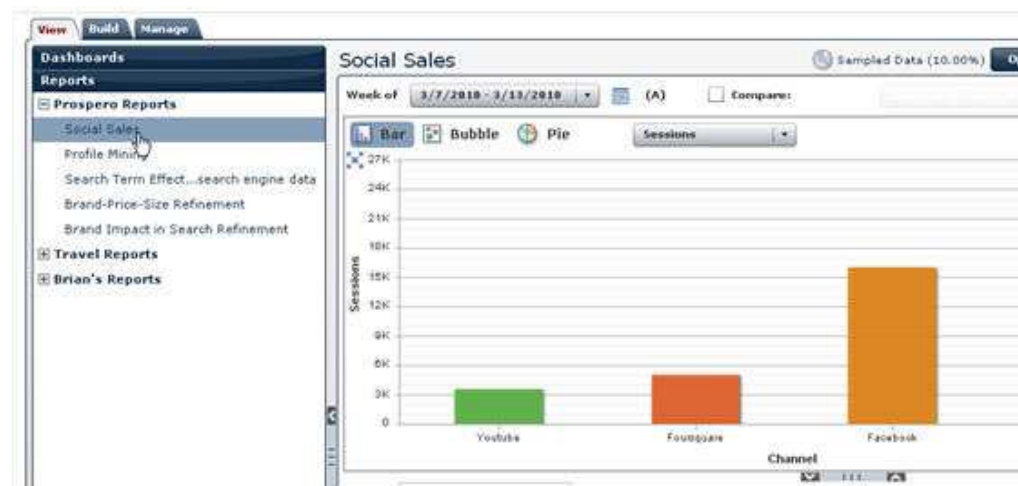 View Build Manage
Dashboards
Reports
Prospero Reports
Social Sales
Profile Mining
Search Term Effect...search engine data
Brand-Price-Size Refinement
Brand Impact in Search Refinement
Travel Reports
Brian's Reports
Social Sales Sampled Data (10.00%)
Week of 3/7/2010 - 3/13/2010 (A) Compare:
Bar Bubble Pie Sessions
27K
24K
21K
18K
15K
12K
9K
6K
3K
0
Sessions
Youtube Foursquare Facebook
Channel